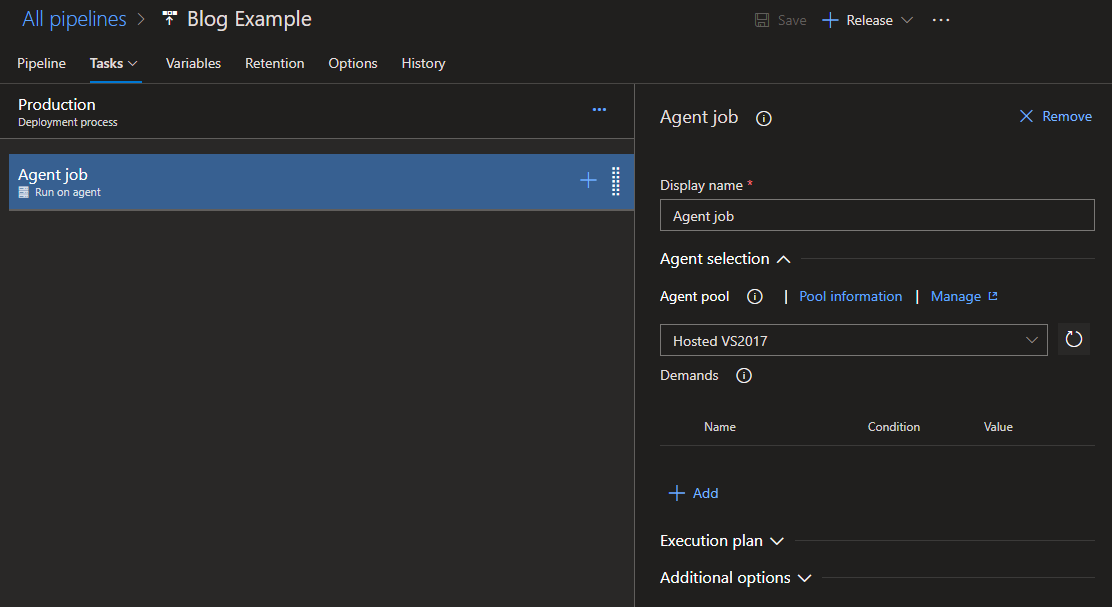 All pipelines > Blog Example
Save + Release ...
Pipeline Tasks Variables Retention Options History
Production
Deployment process
...
Agent job
Run on agent
Agent job
Remove
Display name *
Agent job
Agent selection
Agent pool | Pool information | Manage
Hosted VS2017
Demands
Name Condition Value
+ Add
Execution plan
Additional options